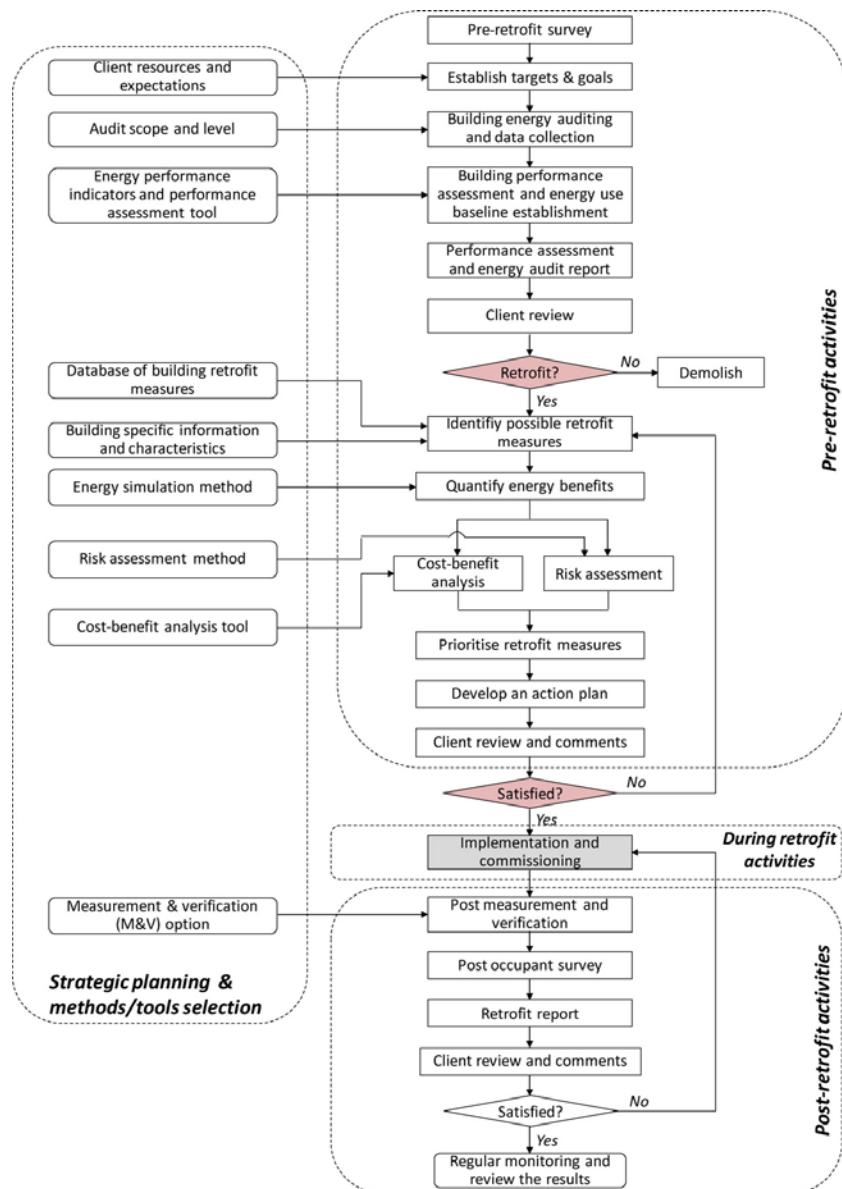 Pre-retrofit survey
Client resources and
expectations
Establish targets & goals
Audit scope and level
Building energy auditing
and data collection
Energy performance
indicators and performance
assessment tool
Building performance
assessment and energy use
baseline establishment
Performance assessment
and energy audit report
Client review
Retrofit?
No
Demolish
Yes
Database of building retrofit
measures
Identifiy possible retrofit
measures
Building specific information
and characteristics
Energy simulation method
Quantify energy benefits
Risk assessment method
Cost-benefit
analysis
Risk assessment
Cost-benefit analysis tool
Prioritise retrofit measures
Develop an action plan
Client review and comments
Satisfied?
No
Yes
Pre-retrofit activities
Implementation and
commissioning
During retrofit
activities
Measurement & verification
(M&V) option
Post measurement and
verification
Post occupant survey
Strategic planning &
methods/tools selection
Retrofit report
Client review and comments
Satisfied?
No
Yes
Regular monitoring and
review the results
Post-retrofit activities